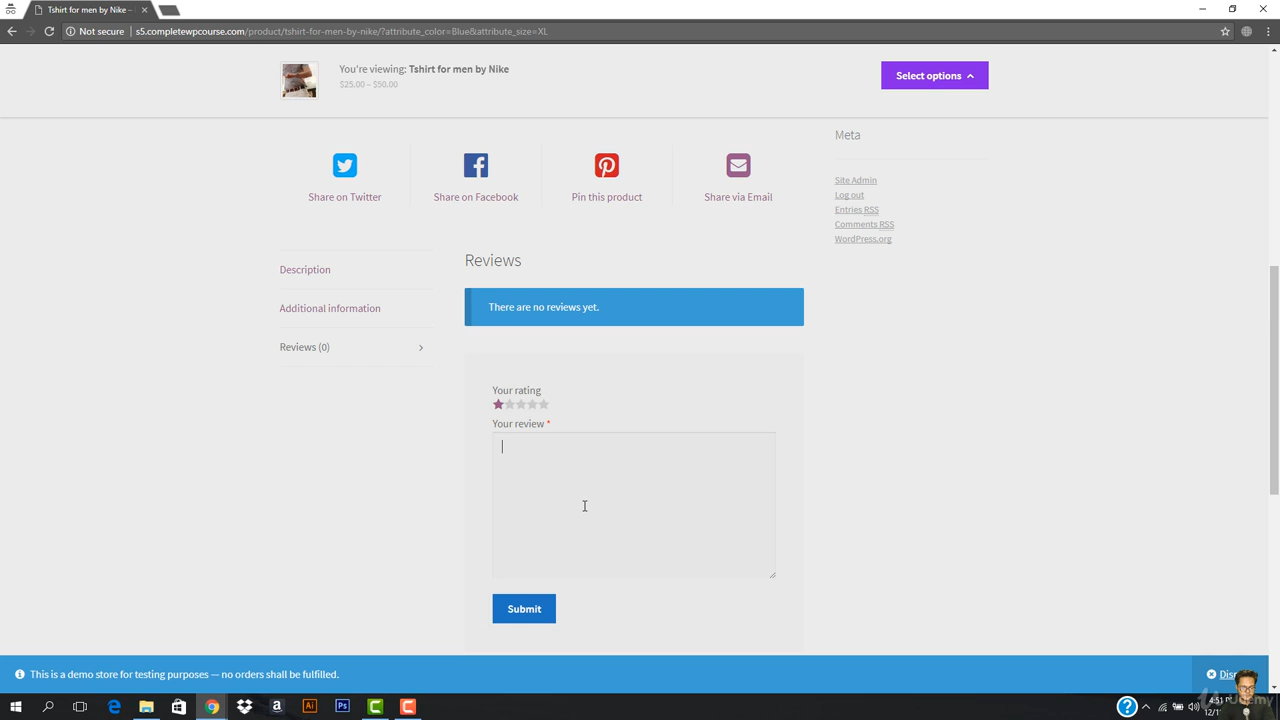 Tshirt for men by Nike –
Not secure
s5.completewpcourse.com/product/tshirt-for-men-by-nike/?attribute_color=Blue&attribute_size=XL
You're viewing: Tshirt for men by Nike
$25.00 – $50.00
Select options
Meta
Share on Twitter
Share on Facebook
Pin this product
Share via Email
Site Admin
Log out
Entries RSS
Comments RSS
WordPress.org
Description
Additional information
Reviews (0)
Reviews
There are no reviews yet.
Your rating
Your review *
Submit
This is a demo store for testing purposes — no orders shall be fulfilled.
Ai
Ps